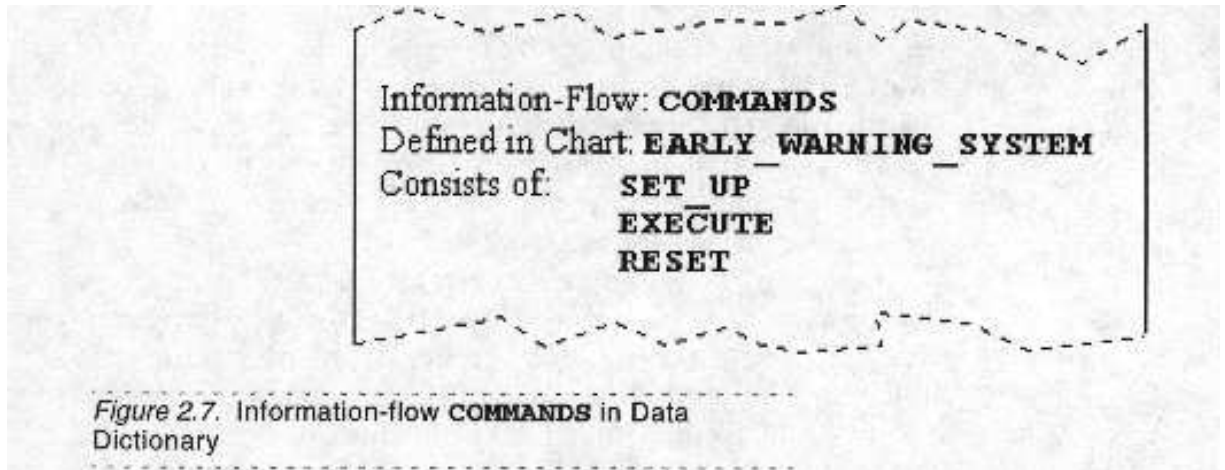 Information-Flow: COMMANDS
Defined in Chart: EARLY_WARNING_SYSTEM
Consists of: SET_UP
EXECUTE
RESET
Figure 2.7. Information-flow COMMANDS in Data
Dictionary